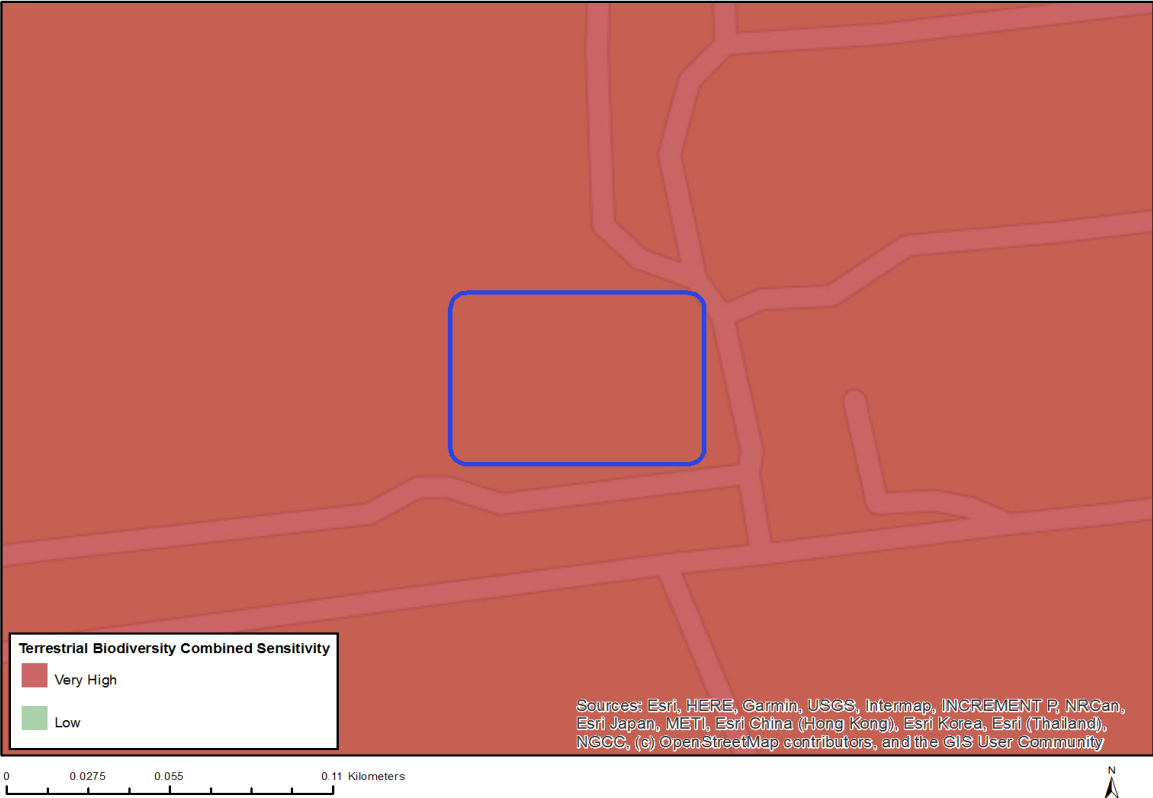 Terrestrial Biodiversity Combined Sensitivity
Very High
Low
Sources: Esri, HERE, Garmin, USGS, Intermap, INCREMENT P, NRCan,
Esri Japan, METI, Esri China (Hong Kong), Esri Korea, Esri (Thailand),
NGCC, (c) OpenStreetMap contributors, and the GIS User Community
0 0.0275 0.055 0.11 Kilometers
N